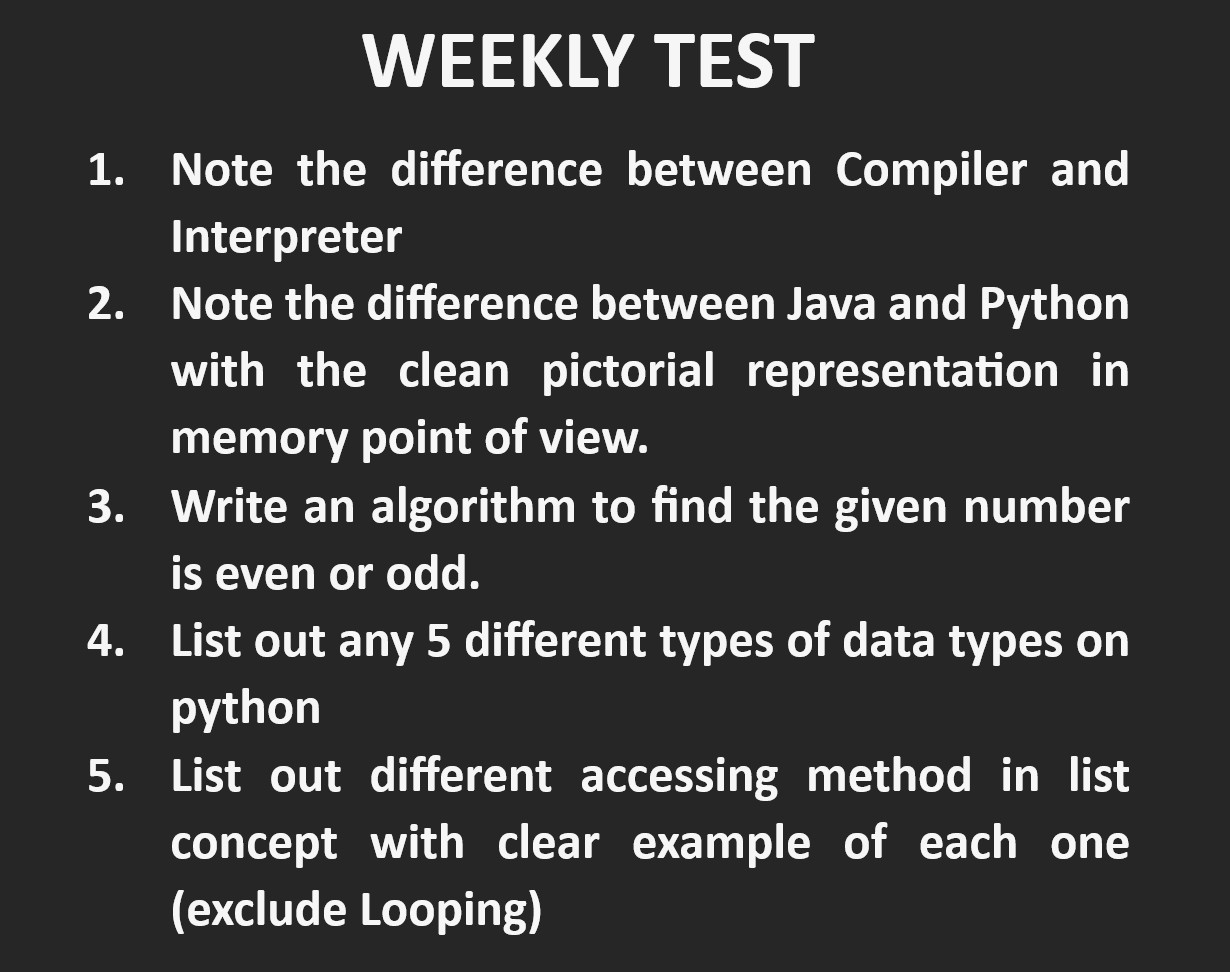 WEEKLY TEST
1. Note the difference between Compiler and
Interpreter
2. Note the difference between Java and Python
with the clean pictorial representation in
memory point of view.
3. Write an algorithm to find the given number
is even or odd.
4. List out any 5 different types of data types on
python
5. List out different accessing method in list
concept with clear example of each one
(exclude Looping)